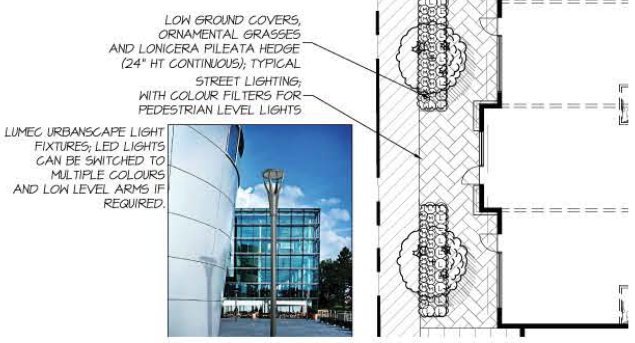 LOW GROUND COVERS,
ORNAMENTAL GRASSES
AND LONICERA PILEATA HEDGE
(24" HT CONTINUOUS); TYPICAL
STREET LIGHTING;
WITH COLOUR FILTERS FOR
PEDESTRIAN LEVEL LIGHTS
LUMEC URBANSCAPE LIGHT
FIXTURES; LED LIGHTS
CAN BE SWITCHED TO
MULTIPLE COLOURS
AND LOW LEVEL ARMS IF
REQUIRED.